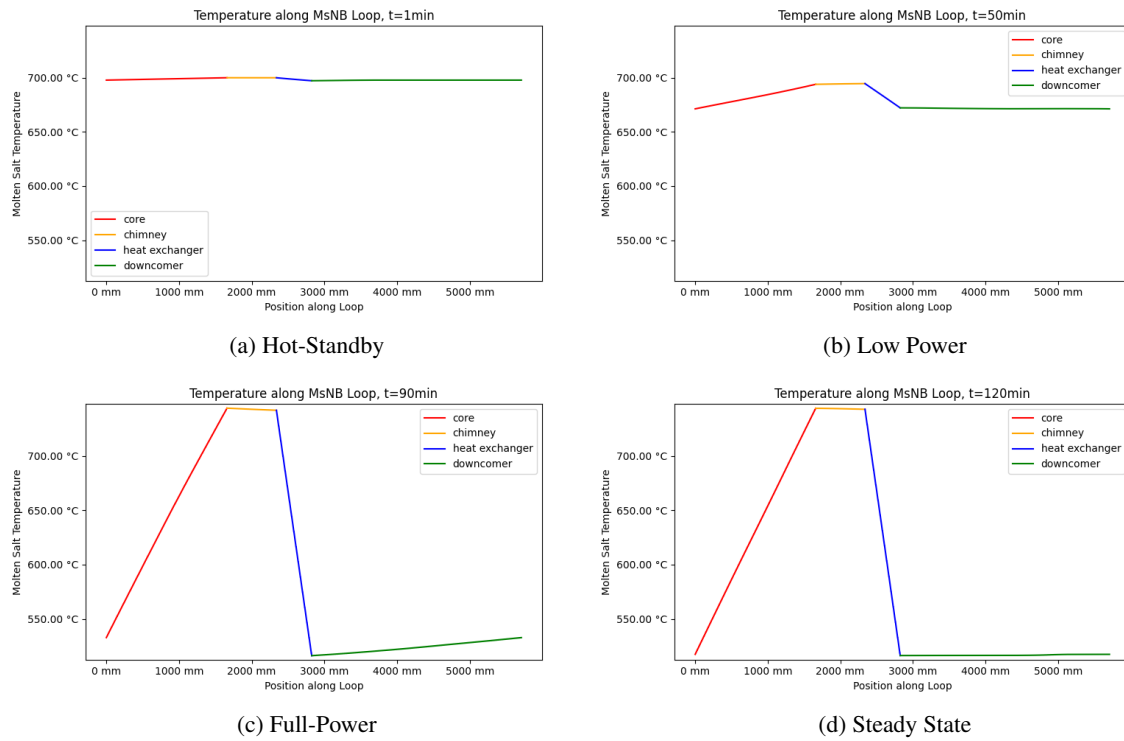 Temperature along MsNB Loop, t=1min
Molten Salt Temperature
700.00 °C
650.00 °C
600.00 °C
550.00 °C
core
chimney
heat exchanger
downcomer
0 mm 1000 mm 2000 mm 3000 mm 4000 mm 5000 mm
Position along Loop
(a) Hot-Standby
Temperature along MsNB Loop, t=50min
Molten Salt Temperature
700.00 °C
650.00 °C
600.00 °C
550.00 °C
core
chimney
heat exchanger
downcomer
0 mm 1000 mm 2000 mm 3000 mm 4000 mm 5000 mm
Position along Loop
(b) Low Power
Temperature along MsNB Loop, t=90min
Molten Salt Temperature
700.00 °C
650.00 °C
600.00 °C
550.00 °C
core
chimney
heat exchanger
downcomer
0 mm 1000 mm 2000 mm 3000 mm 4000 mm 5000 mm
Position along Loop
(c) Full-Power
Temperature along MsNB Loop, t=120min
Molten Salt Temperature
700.00 °C
650.00 °C
600.00 °C
550.00 °C
core
chimney
heat exchanger
downcomer
0 mm 1000 mm 2000 mm 3000 mm 4000 mm 5000 mm
Position along Loop
(d) Steady State